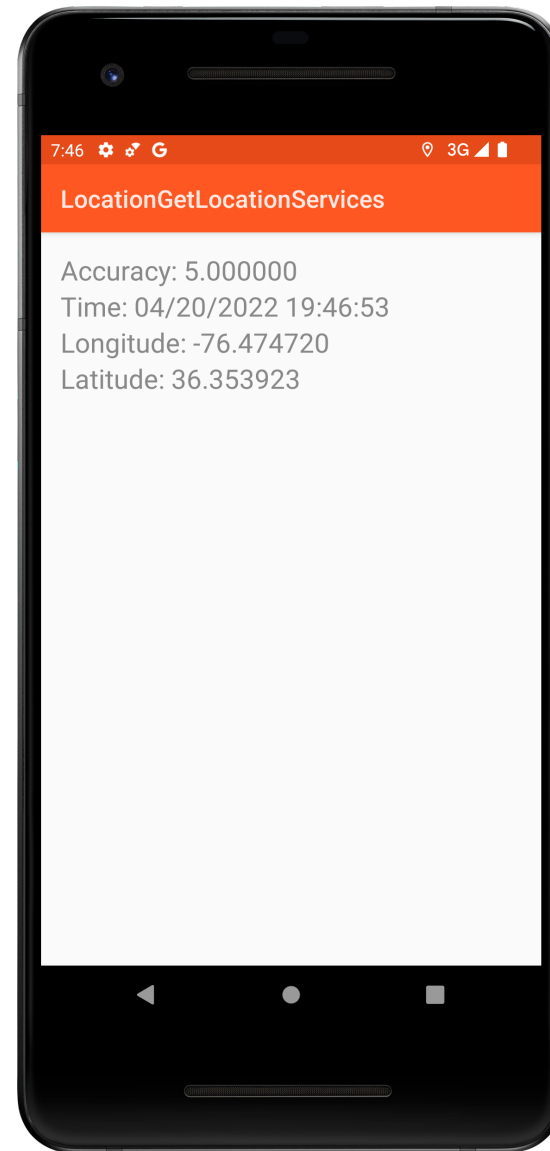 7:46 G 3G
LocationGetLocationServices
Accuracy: 5.000000
Time: 04/20/2022 19:46:53
Longitude: -76.474720
Latitude: 36.353923